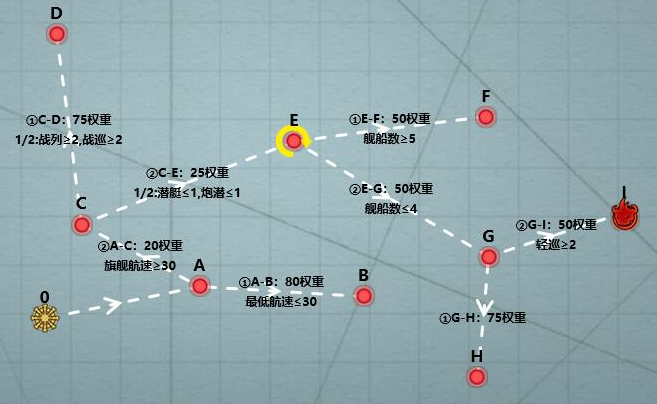 D
①C-D：75权重
1/2:战列≥2,战巡≥2
E
①E-F：50权重
舰船数≥5
F
②C-E：25权重
1/2:潜艇≤1,炮潜≤1
②E-G：50权重
舰船数≤4
I
C
②A-C：20权重
旗舰航速≥30
G
②G-I：50权重
轻巡≥2
A
①A-B：80权重
最低航速≤30
B
0
①G-H：75权重
H